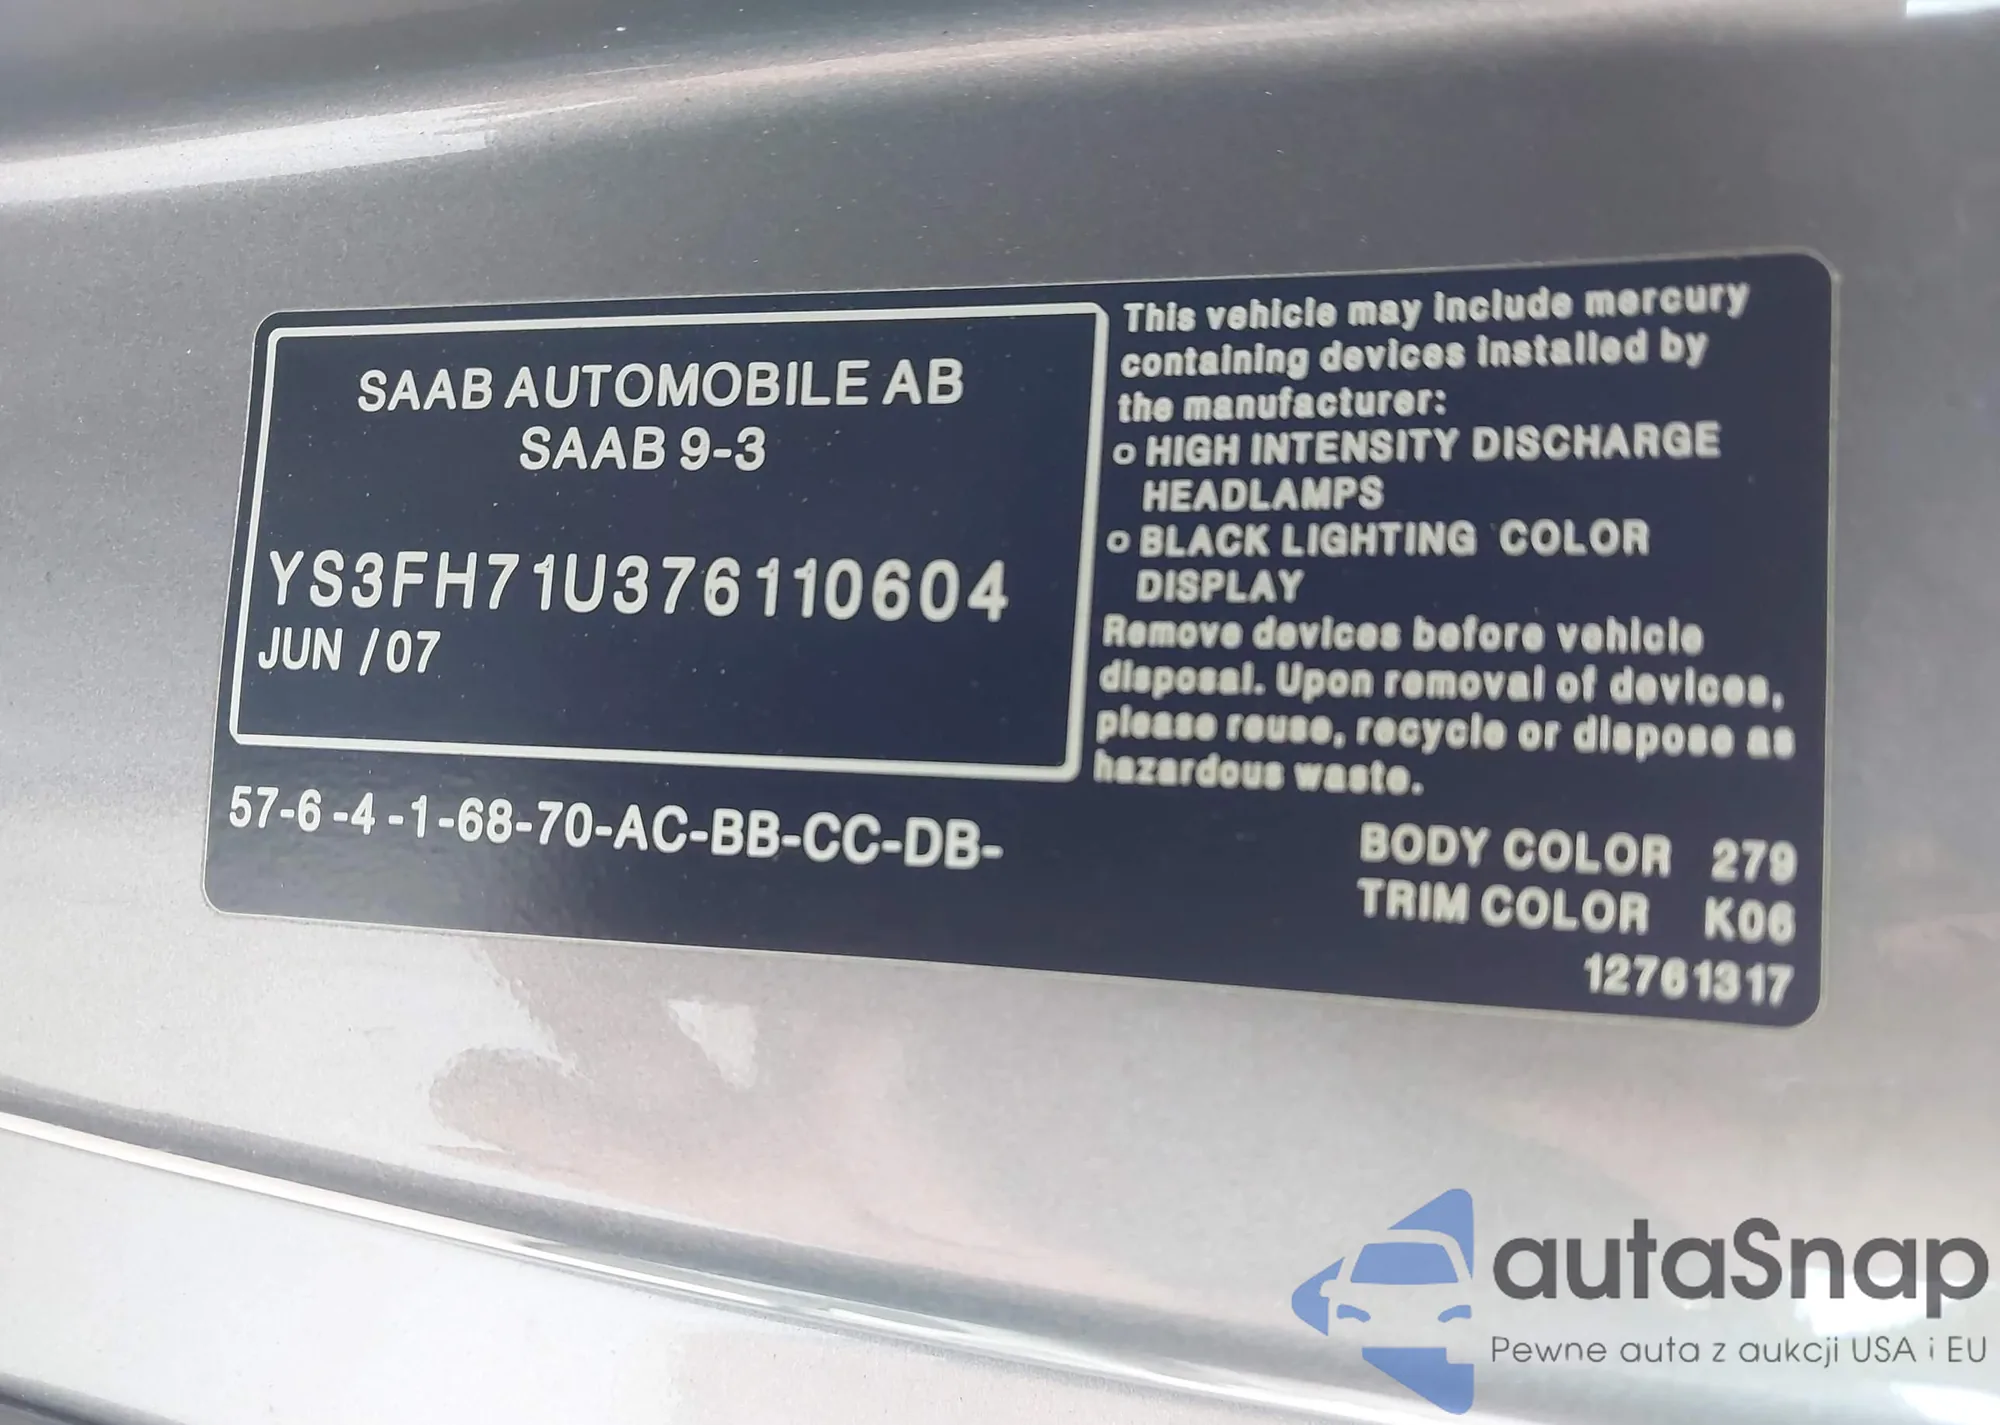 SAAB AUTOMOBILE AB
SAAB 9-3
YS3FH71U376110604
JUN /07
57-6-4-1-68-70-AC-BB-CC-DB-
This vehicle may include mercury
containing devices installed by
the manufacturer:
o HIGH INTENSITY DISCHARGE
HEADLAMPS
o BLACK LIGHTING COLOR
DISPLAY
Remove devices before vehicle
disposal. Upon removal of devices,
please reuse, recycle or dispose as
hazardous waste.
BODY COLOR 279
TRIM COLOR K06
12761317
autaSnap
Pewne auta z aukcji USA i EU